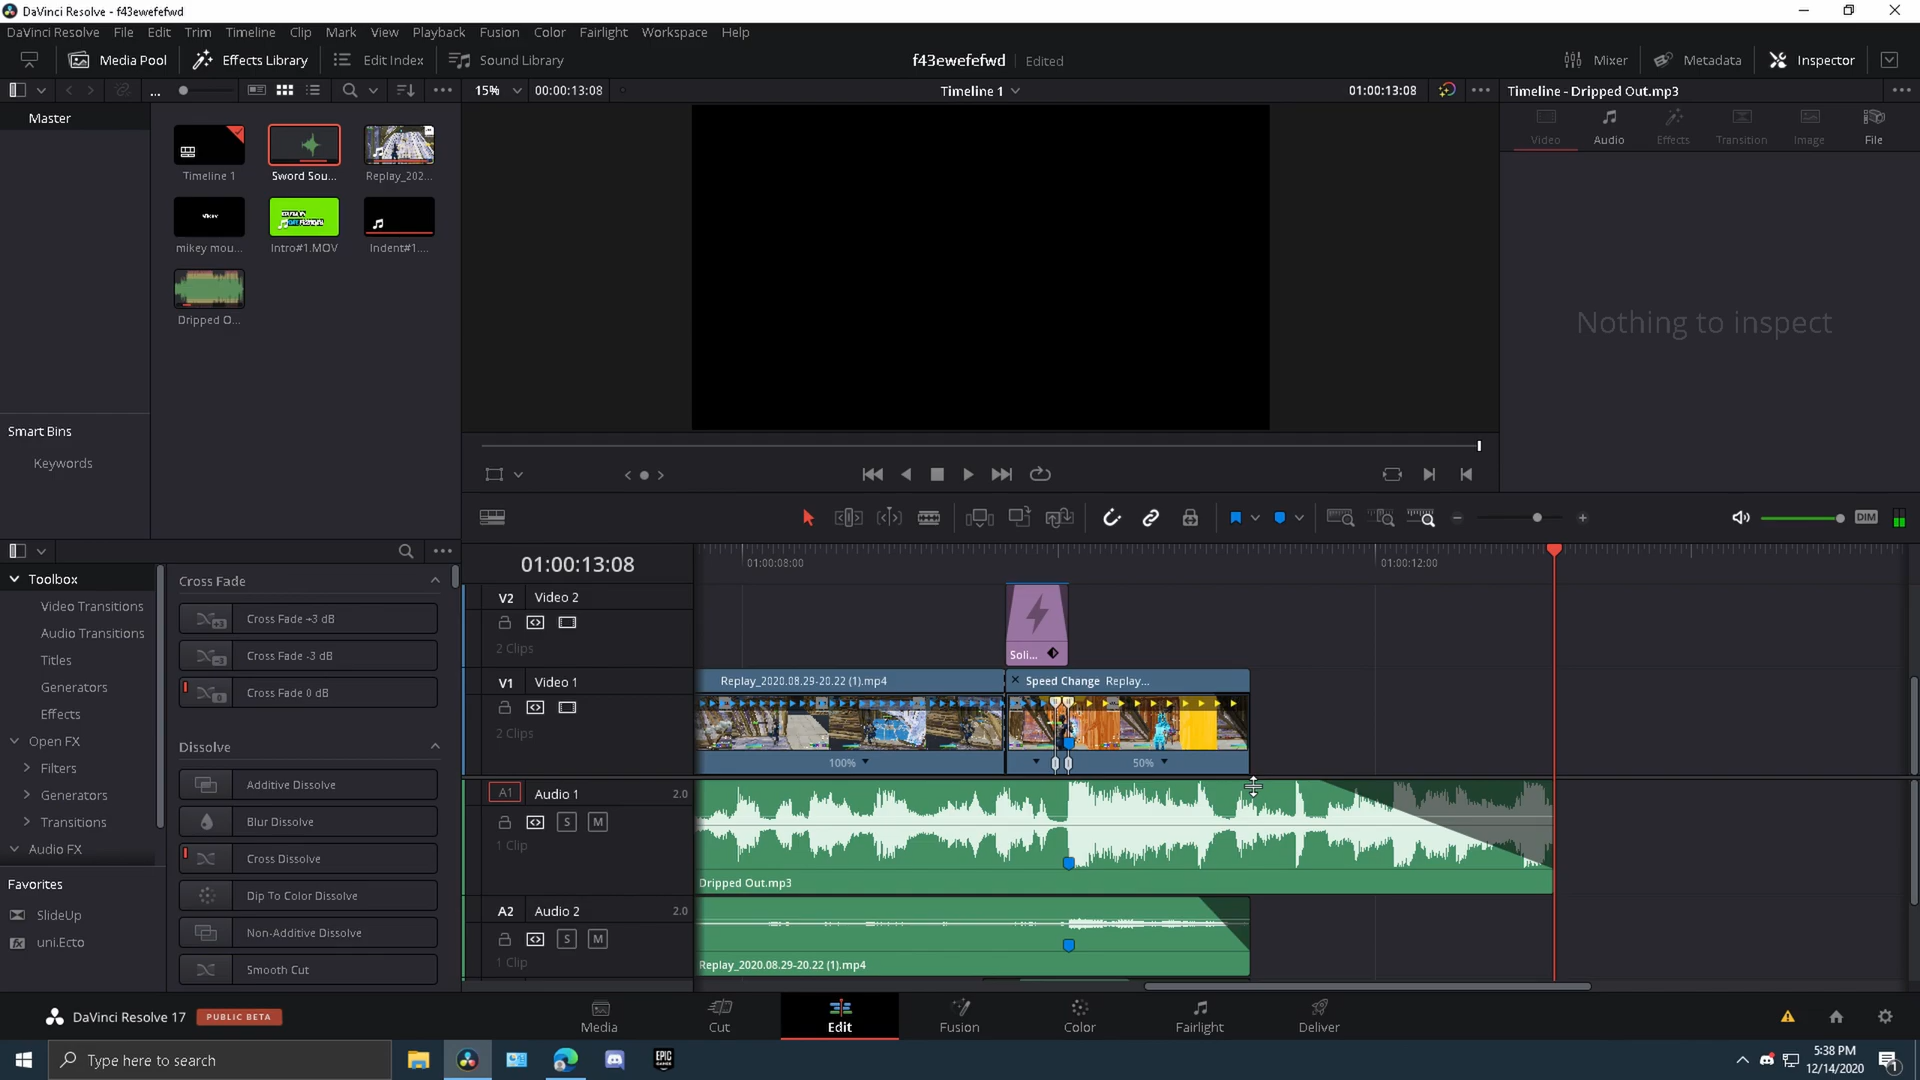 DaVinci Resolve - f43ewefefwd
DaVinci Resolve File Edit Trim Timeline Clip Mark View Playback Fusion Color Fairlight Workspace Help
Media Pool Effects Library Edit Index Sound Library f43ewefefwd Edited Mixer Metadata Inspector
... 15% 00:00:13:08 Timeline 1 01:00:13:08 Timeline - Dripped Out.mp3
Master
Video Audio Effects Transition Image File
Timeline 1 Sword Sou... Replay_202...
mikey mou... Intro#1.MOV Indent#1....
Dripped O...
Nothing to inspect
Smart Bins
Keywords
DIM
Toolbox
Video Transitions
Audio Transitions
Titles
Generators
Effects
Open FX
Filters
Generators
Transitions
Audio FX
Favorites
SlideUp
uni.Ecto
Cross Fade
Cross Fade +3 dB
Cross Fade -3 dB
Cross Fade 0 dB
Dissolve
Additive Dissolve
Blur Dissolve
Cross Dissolve
Dip To Color Dissolve
Non-Additive Dissolve
Smooth Cut
01:00:13:08 01:00:08:00 01:00:12:00
V2 Video 2
2 Clips
Soli...
V1 Video 1
2 Clips
Replay_2020.08.29-20.22 (1).mp4 Speed Change Replay...
100% 50%
A1 Audio 1 2.0
S M
1 Clip
Dripped Out.mp3
A2 Audio 2 2.0
S M
1 Clip
Replay_2020.08.29-20.22 (1).mp4
DaVinci Resolve 17 PUBLIC BETA
Media Cut Edit Fusion Color Fairlight Deliver
Type here to search
EPIC GAMES
5:38 PM
12/14/2020
1